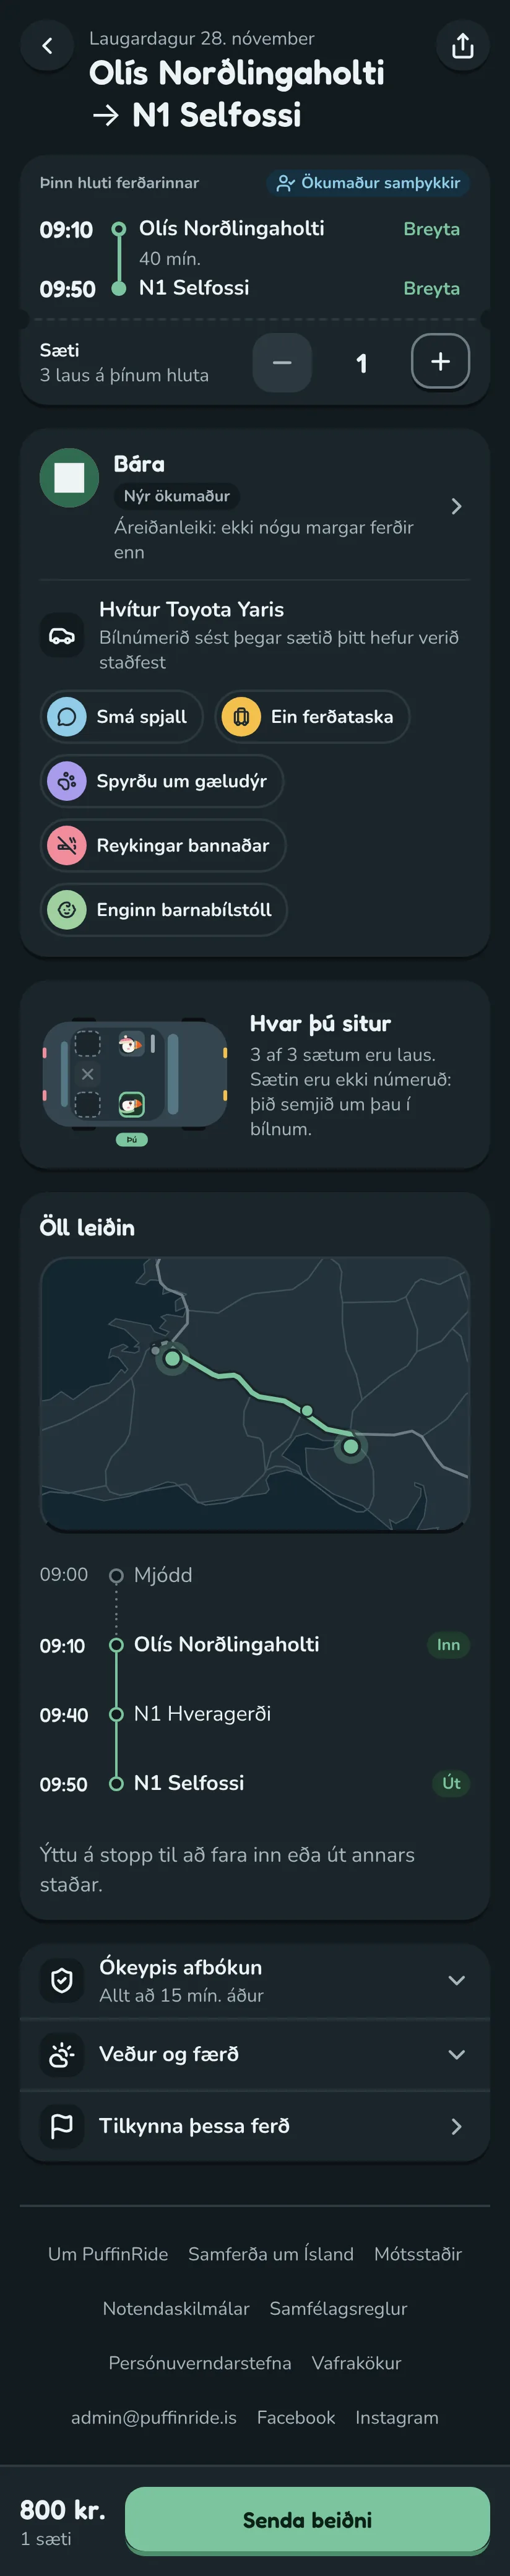 Laugardagur 28. nóvember
Olís Norðlingaholti
→ N1 Selfossi
Þinn hluti ferðarinnar
Ökumaður samþykkir
09:10 Olís Norðlingaholti Breyta
40 mín.
09:50 N1 Selfossi Breyta
Sæti
3 laus á þínum hluta
− 1 +
Bára
Nýr ökumaður
Áreiðanleiki: ekki nógu margar ferðir
enn
Hvítur Toyota Yaris
Bílnúmerið sést þegar sætið þitt hefur verið
staðfest
Smá spjall Ein ferðataska
Spyrðu um gæludýr
Reykingar bannaðar
Enginn barnabílstóll
Hvar þú situr
3 af 3 sætum eru laus.
Sætin eru ekki númeruð:
þið semjið um þau í
bílnum.
Þú
Öll leiðin
09:00 Mjódd
09:10 Olís Norðlingaholti Inn
09:40 N1 Hveragerði
09:50 N1 Selfossi Út
Ýttu á stopp til að fara inn eða út annars
staðar.
Ókeypis afbókun
Allt að 15 mín. áður
Veður og færð
Tilkynna þessa ferð
Um PuffinRide Samferða um Ísland Mótsstaðir
Notendaskilmálar Samfélagsreglur
Persónuverndarstefna Vafrakökur
admin@puffinride.is Facebook Instagram
800 kr.
1 sæti
Senda beiðni